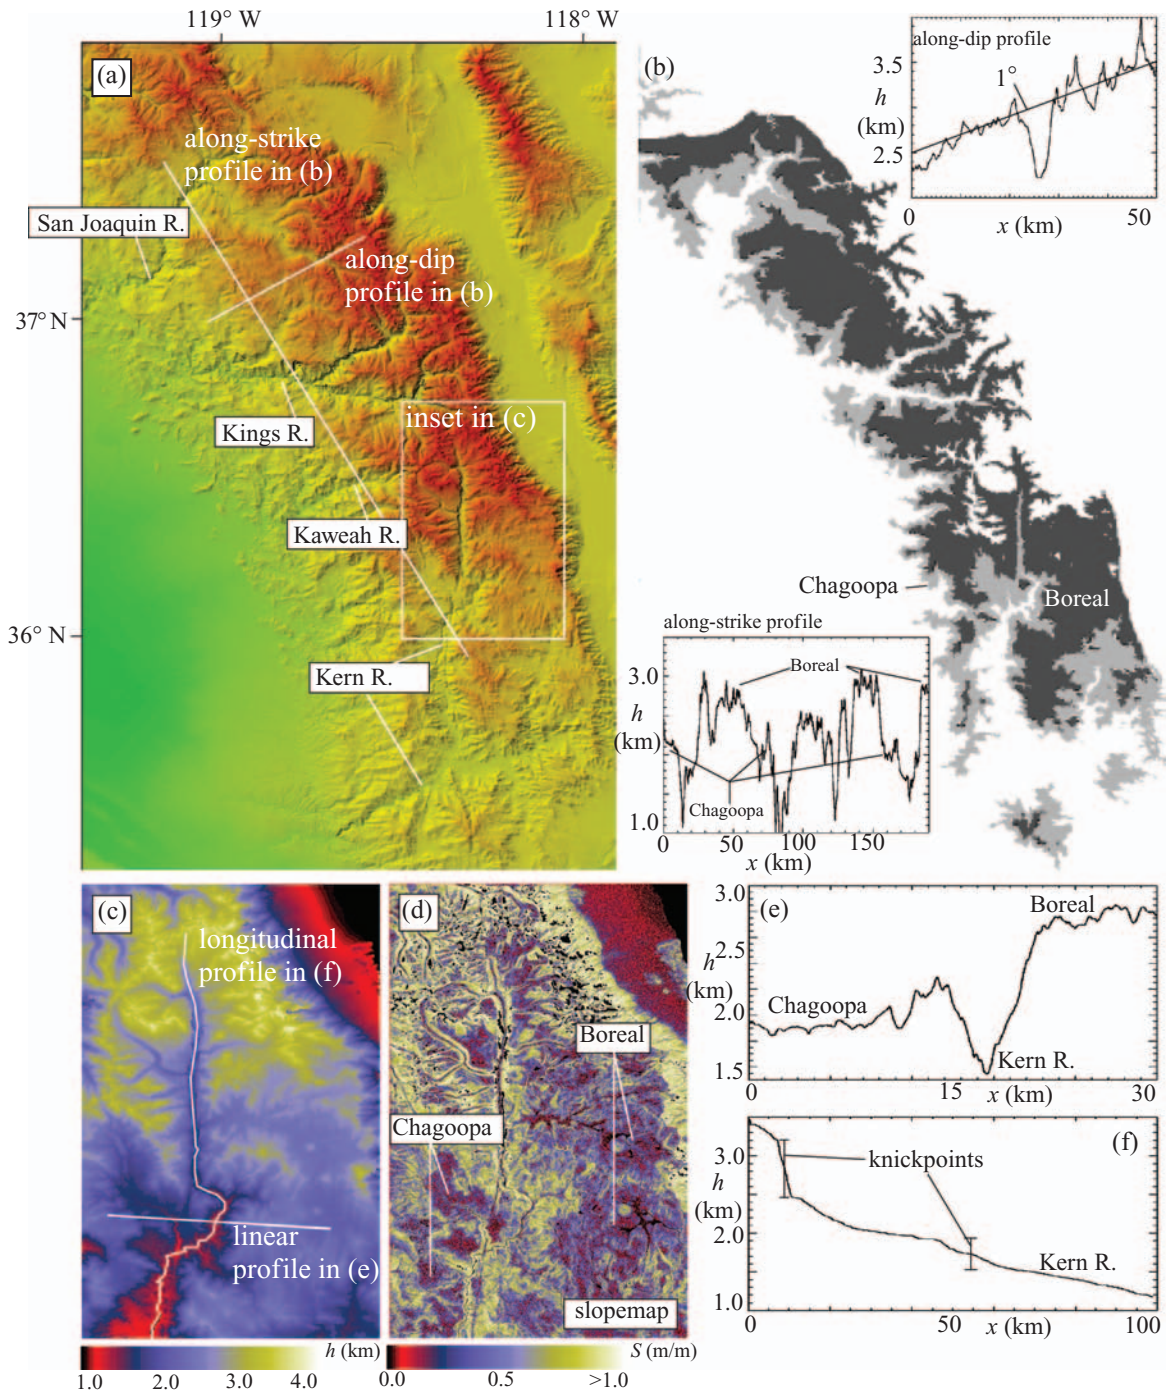 119° W
118° W
(a)
along-strike
profile in (b)
San Joaquin R.
along-dip
profile in (b)
37° N
inset in (c)
Kings R.
Kaweah R.
36° N
Kern R.
(b)
along-dip profile
3.5
1°
h
(km)
2.5
0
50
x (km)
Chagoopa
Boreal
along-strike profile
3.0
Boreal
h
(km)
Chagoopa
1.0
0
50
100
150
x (km)
(c)
longitudinal
profile in (f)
linear
profile in (e)
h (km)
1.0
2.0
3.0
4.0
(d)
Boreal
Chagoopa
slopemap
S (m/m)
0.0
0.5
>1.0
(e)
3.0
Boreal
2.5
h
(km)
Chagoopa
2.0
Kern R.
1.5
0
15
30
x (km)
(f)
3.0
knickpoints
h
(km)
2.0
Kern R.
1.0
0
50
100
x (km)